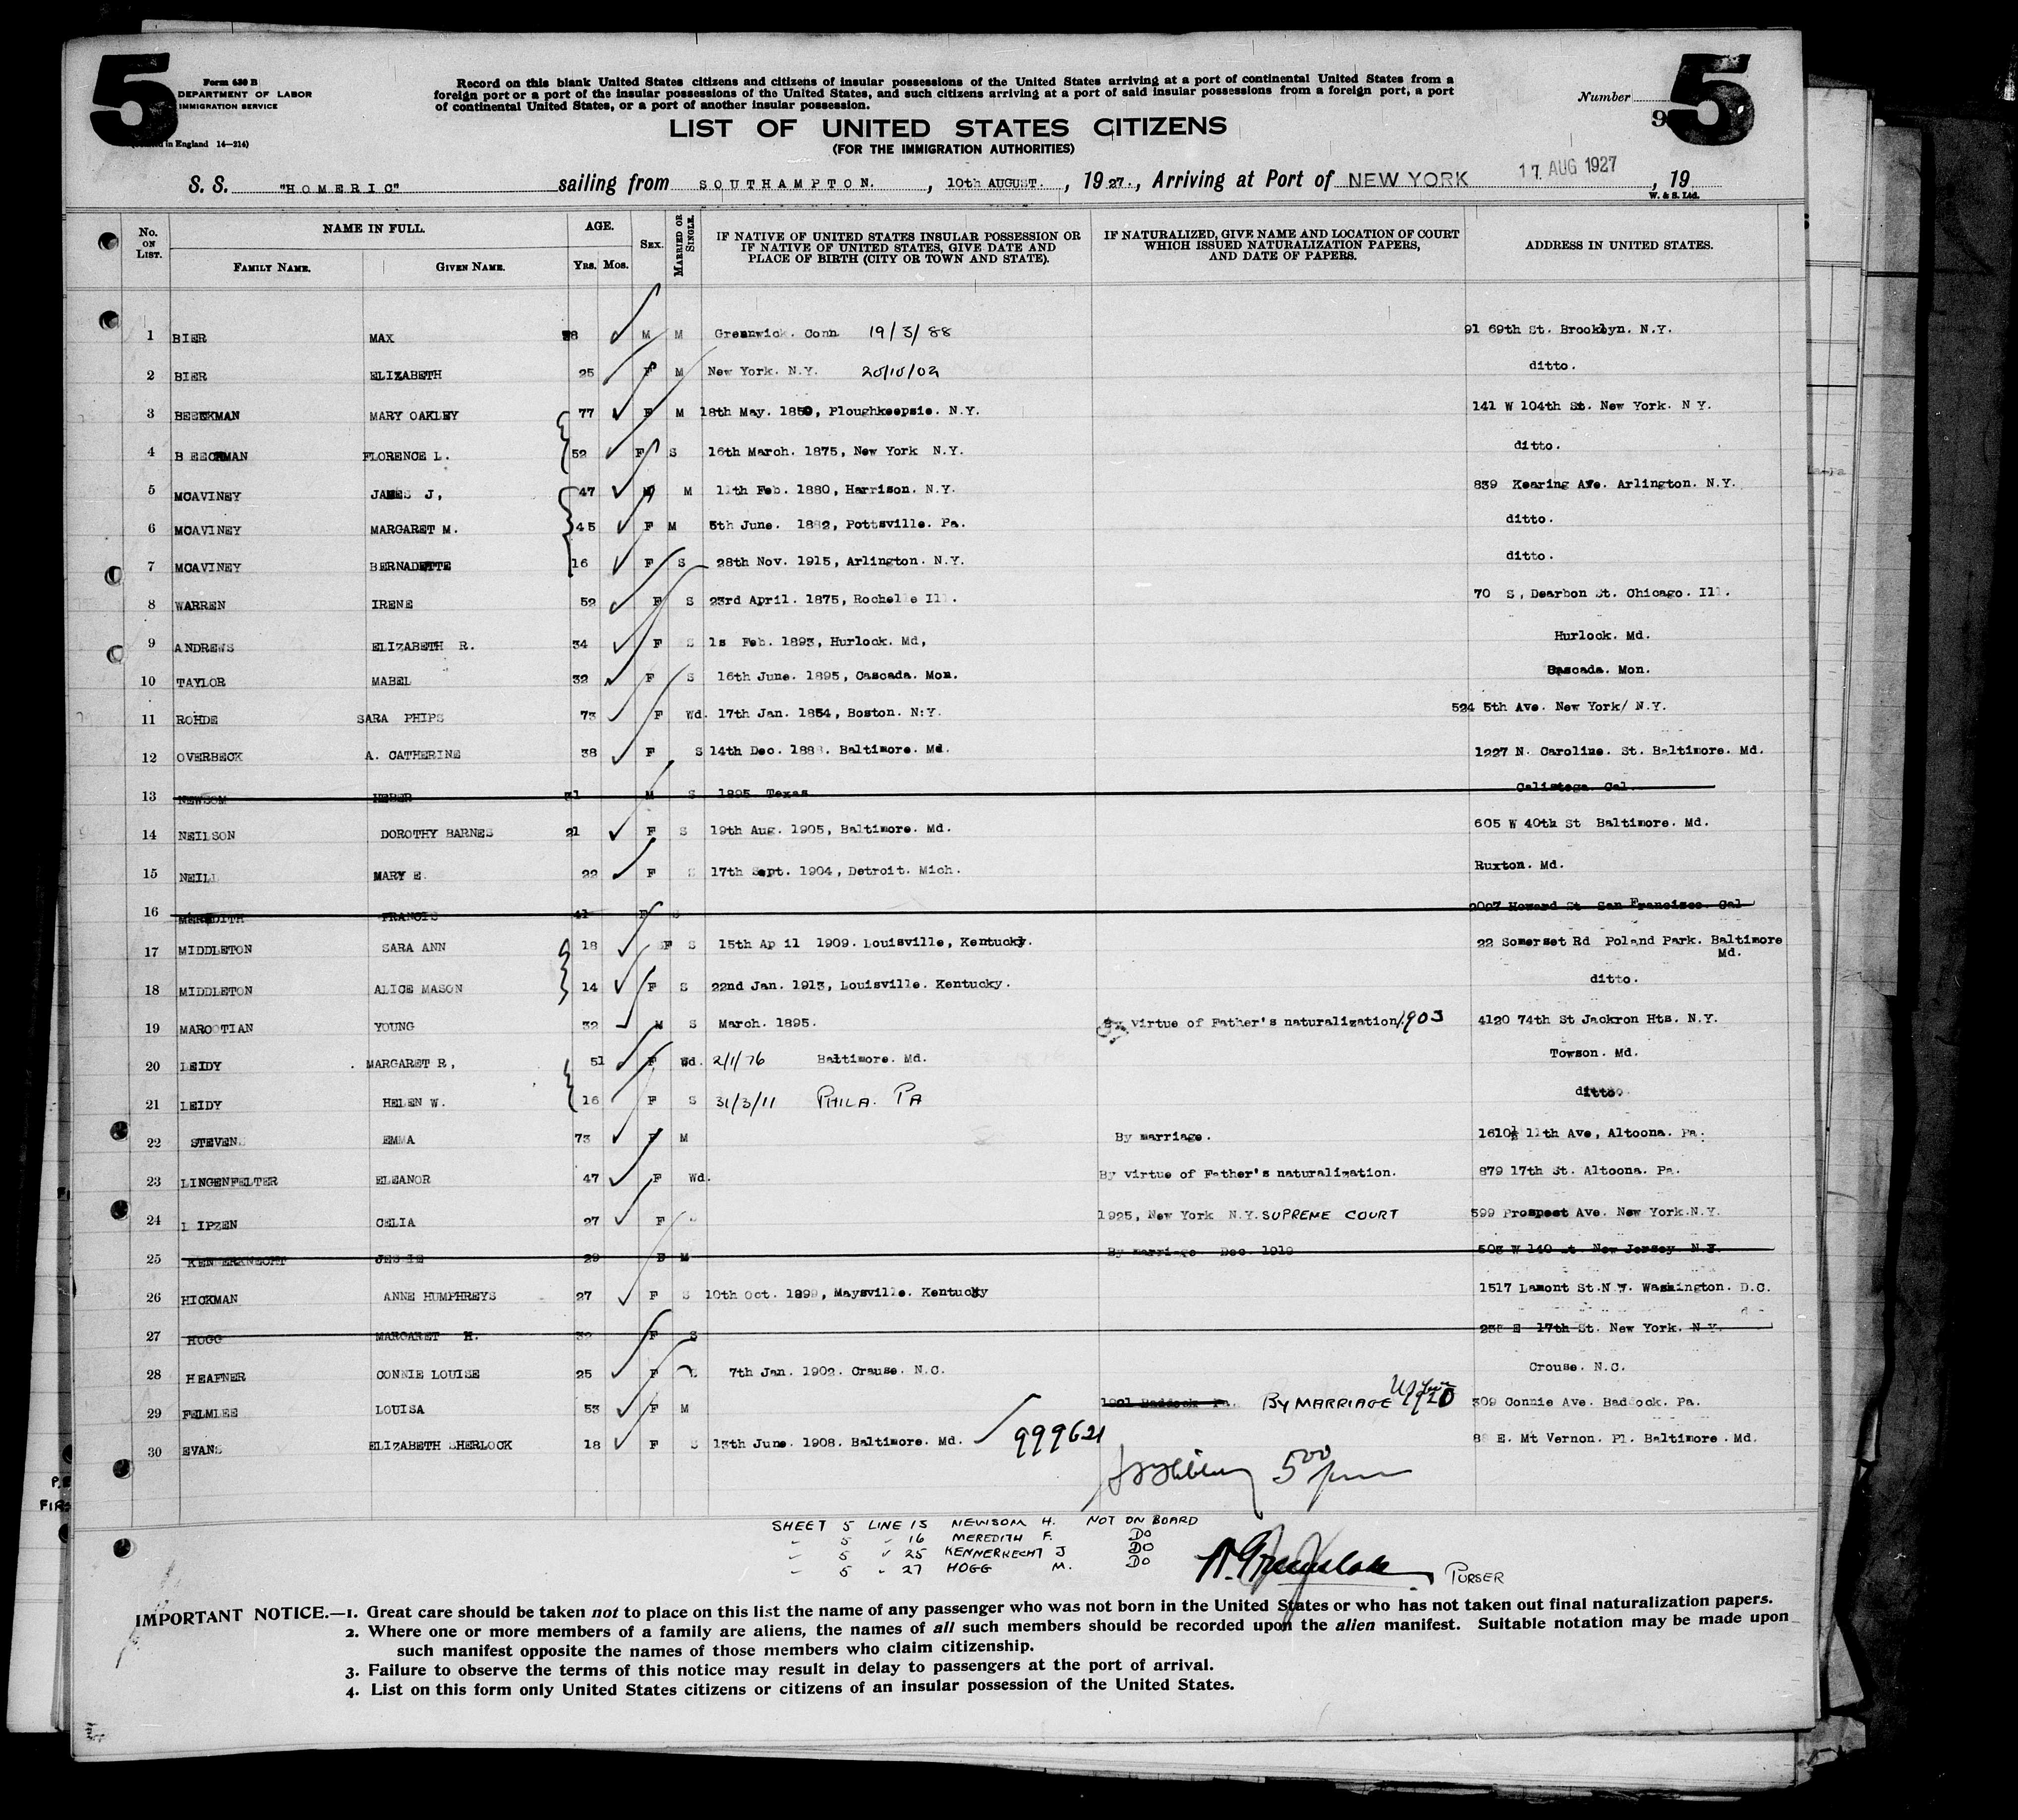 5
5
Form 630 B
DEPARTMENT OF LABOR
IMMIGRATION SERVICE
in England 14—214)
Record on this blank United States citizens and citizens of insular possessions of the United States arriving at a port of continental United States from a
foreign port or a port of the insular possessions of the United States, and such citizens arriving at a port of said insular possessions from a foreign port, a port
of continental United States, or a port of another insular possession.
Number
9
LIST OF UNITED STATES CITIZENS
(FOR THE IMMIGRATION AUTHORITIES)
S. S. "HOMERIC" sailing from SOUTHAMPTON. , 10th AUGUST. , 1927. , Arriving at Port of NEW YORK 17 AUG 1927 , 19
W. & S. Ltd.
No. ON LIST. NAME IN FULL. AGE. SEX. MARRIED OR SINGLE. IF NATIVE OF UNITED STATES INSULAR POSSESSION OR IF NATIVE OF UNITED STATES, GIVE DATE AND PLACE OF BIRTH (CITY OR TOWN AND STATE). IF NATURALIZED, GIVE NAME AND LOCATION OF COURT WHICH ISSUED NATURALIZATION PAPERS, AND DATE OF PAPERS. ADDRESS IN UNITED STATES.
FAMILY NAME. GIVEN NAME. YRS. MOS.
1 BIER MAX M M Greenwick. Conn 19/3/88 91 69th St. Brooklyn. N.Y.
2 BIER ELIZABETH 25 F M New York. N.Y. 20/10/02 ditto.
3 BEEKMAN MARY OAKLEY 77 F M 18th May. 1850, Ploughkeepsie. N.Y. 141 W 104th St. New York. N Y.
4 BEECKMAN FLORENCE L. 52 F S 16th March. 1875, New York N.Y. ditto.
5 MCAVINEY JAMES J, 47 M M 11th Feb. 1880, Harrison. N.Y. 839 Kearing Ave. Arlington. N.Y.
6 MCAVINEY MARGARET M. 45 F M 5th June. 1882, Pottsville. Pa. ditto.
7 MCAVINEY BERNADETTE 16 F S 28th Nov. 1915, Arlington. N.Y. ditto.
8 WARREN IRENE 52 F S 23rd April. 1875, Rochelle Ill. 70 S, Dearbon St. Chicago. Ill.
9 ANDREWS ELIZABETH R. 34 F S 1s Feb. 1893, Hurlock. Md, Hurlock. Md.
10 TAYLOR MABEL 32 F S 16th June. 1895, Cascada. Mon. Cascada. Mon.
11 ROHDE SARA PHIPS 73 F Wd. 17th Jan. 1854, Boston. N:Y. 524 5th Ave. New York/ N.Y.
12 OVERBECK A. CATHERINE 38 F S 14th Dec. 1888. Baltimore. Md. 1227 N. Caroline. St. Baltimore. Md.
13 NEWSOM HEBER 31 M S 1895 Texas Calistoga. Cal.
14 NEILSON DOROTHY BARNES 21 F S 19th Aug. 1905, Baltimore. Md. 605 W 40th St Baltimore. Md.
15 NEILL MARY E. 22 F S 17th Sept. 1904, Detroit. Mich. Ruxton. Md.
16 MEREDITH FRANCIS 41 F S 2027 Howard St San Francisco. Cal
17 MIDDLETON SARA ANN 18 F S 15th Ap il 1909. Louisville, Kentucky. 22 Somerset Rd Poland Park. Baltimore
Md.
18 MIDDLETON ALICE MASON 14 F S 22nd Jan. 1913, Louisville. Kentucky. ditto.
19 MAROOTIAN YOUNG 32 M S March. 1895. By virtue of Father's naturalization/.1903 4120 74th St Jackron Hts. N.Y.
20 LEIDY MARGARET R, 51 F Wd. 2/1/76 Baltimore. Md. Towson. Md.
21 LEIDY HELEN W. 16 F S 31/3/11 PHILA. PA ditto.
22 STEVENS EMMA 73 F M By marriage. 1610½ 11th Ave, Altoona. Pa.
23 LINGENFELTER ELEANOR 47 F Wd. By virtue of Father's naturalization. 879 17th St. Altoona. Pa.
24 LIPZEN CELIA 27 F 1925, New York N.Y. SUPREME COURT 599 Prospect Ave. New York.N.Y.
25 KENNERKNECHT JESSIE 29 F M By marriage Dec. 1919 503 W 140 St. New Jersey. N.Y.
26 HICKMAN ANNE HUMPHREYS 27 F S 10th Oct. 1899, Maysville. Kentucky 1517 Lamont St.N.W. Washington. D.C.
27 HOGG MARGARET H. 32 F S E 17th St. New York. N.Y.
28 HEAFNER CONNIE LOUISE 25 F S 7th Jan. 1902. Crause. N.C. Crouse. N.C.
29 FELMLEE LOUISA 53 F M 1901 Baddock Pa. BY MARRIAGE 309 Connie Ave. Baddock. Pa.
30 EVANS ELIZABETH SHERLOCK 18 F S 13th June. 1908. Baltimore. Md. 999621 8 E. Mt Vernon. Pl. Baltimore. Md.
500
SHEET 5 LINE 13 NEWSOM H. NOT ON BOARD
" 5 " 16 MEREDITH F. DO
" 5 " 25 KENNERKECHT J DO
" 5 " 27 HOGG M. DO
PURSER
IMPORTANT NOTICE.—1. Great care should be taken not to place on this list the name of any passenger who was not born in the United States or who has not taken out final naturalization papers.
2. Where one or more members of a family are aliens, the names of all such members should be recorded upon the alien manifest. Suitable notation may be made upon
such manifest opposite the names of those members who claim citizenship.
3. Failure to observe the terms of this notice may result in delay to passengers at the port of arrival.
4. List on this form only United States citizens or citizens of an insular possession of the United States.